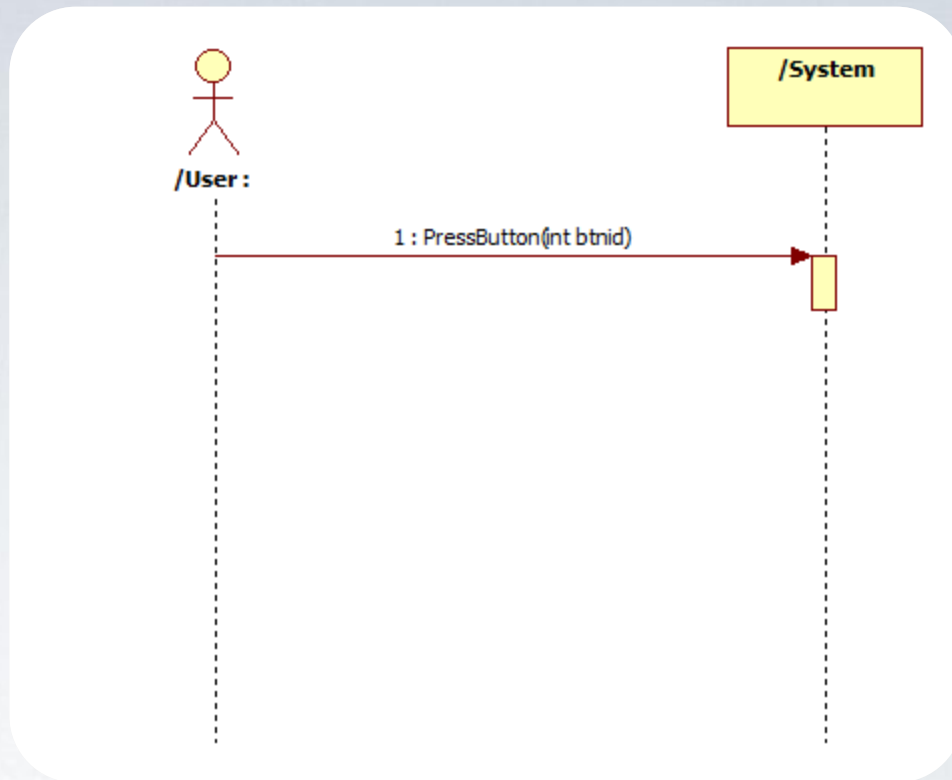 /System
/User :
1 : PressButton(int btnid)